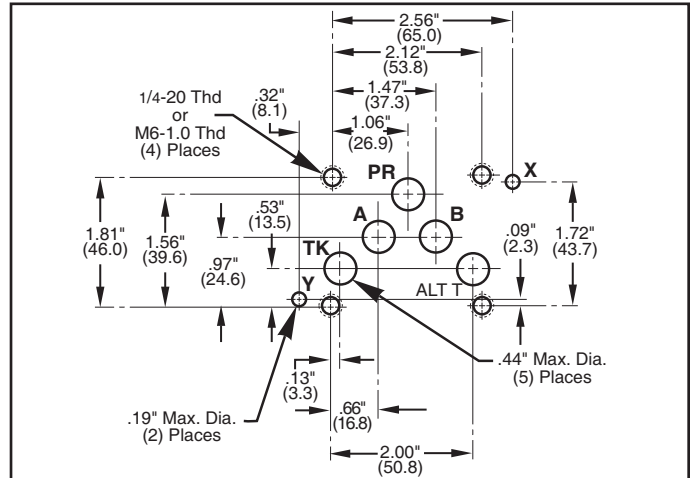 2.56"
(65.0)
2.12"
(53.8)
1.47"
(37.3)
1.06"
(26.9)
1/4-20 Thd
or
M6-1.0 Thd
(4) Places
.32"
(8.1)
PR
X
A
B
TK
Y
ALT T
1.81"
(46.0)
1.56"
(39.6)
.97"
(24.6)
.53"
(13.5)
.09"
(2.3)
1.72"
(43.7)
.44" Max. Dia.
(5) Places
.13"
(3.3)
.19" Max. Dia.
(2) Places
.66"
(16.8)
2.00"
(50.8)